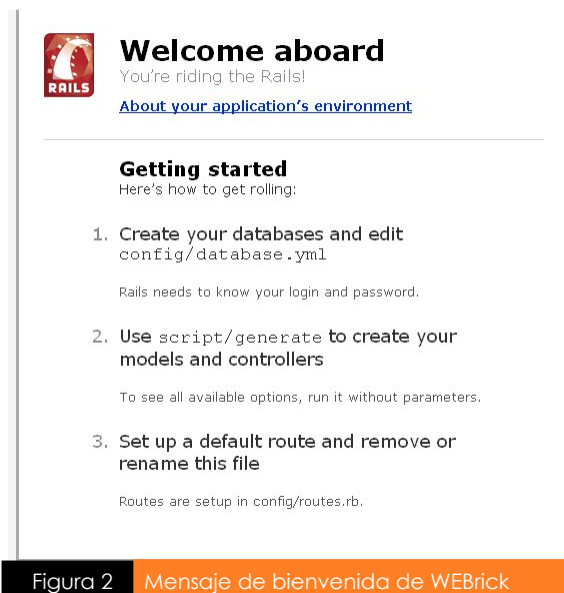 RAILS
Welcome aboard
You're riding the Rails!
About your application's environment
Getting started
Here's how to get rolling:
1. Create your databases and edit
config/database.yml
Rails needs to know your login and password.
2. Use script/generate to create your
models and controllers
To see all available options, run it without parameters.
3. Set up a default route and remove or
rename this file
Routes are setup in config/routes.rb.
Figura 2 Mensaje de bienvenida de WEBrick